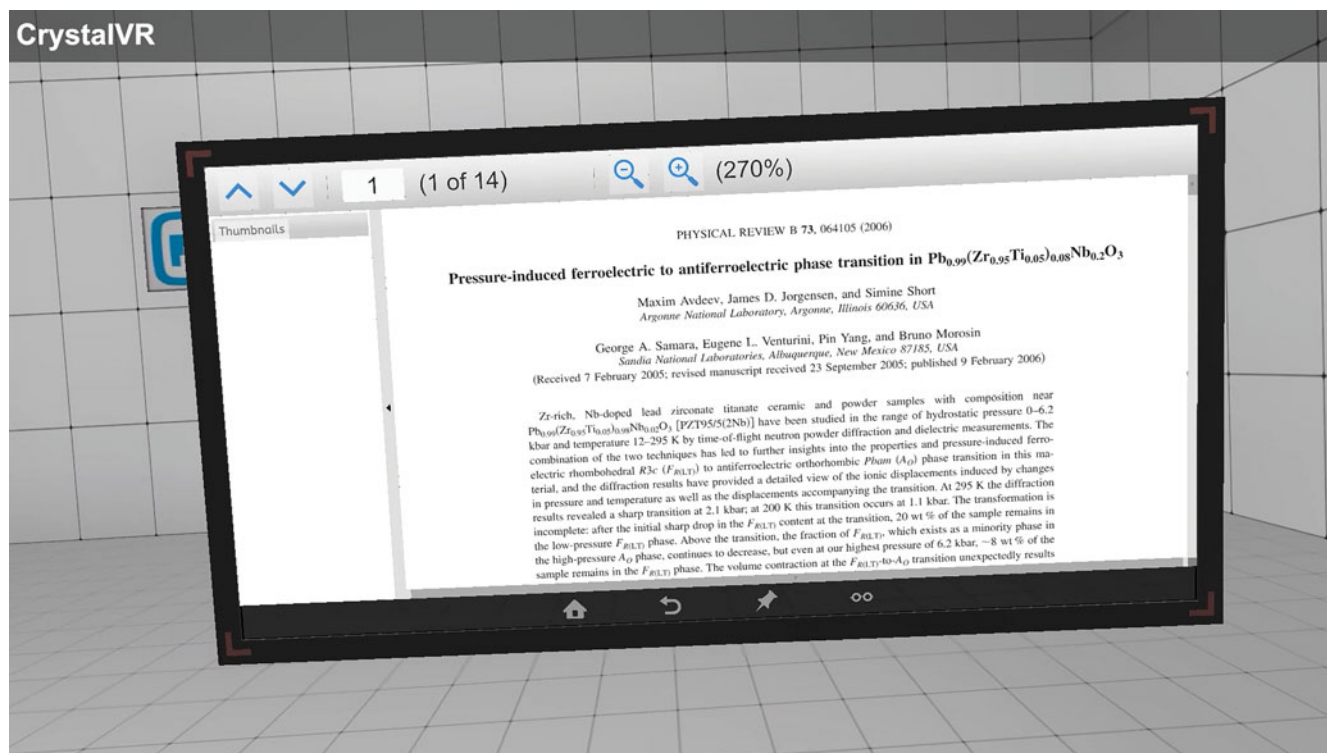 CrystalVR
1 (1 of 14) (270%)
Thumbnails
PHYSICAL REVIEW B 73, 064105 (2006)
Pressure-induced ferroelectric to antiferroelectric phase transition in Pb₀.₉₉(Zr₀.₉₅Ti₀.₀₅)₀.₀₈Nb₀.₂O₃
Maxim Avdeev, James D. Jorgensen, and Simine Short
Argonne National Laboratory, Argonne, Illinois 60636, USA
George A. Samara, Eugene L. Venturini, Pin Yang, and Bruno Morosin
Sandia National Laboratories, Albuquerque, New Mexico 87185, USA
(Received 7 February 2005; revised manuscript received 23 September 2005; published 9 February 2006)
Zr-rich, Nb-doped lead zirconate titanate ceramic and powder samples with composition near
Pb₀.₉₉(Zr₀.₉₅Ti₀.₀₅)₀.₉₈Nb₀.₀₂O₃ [PZT95/5(2Nb)] have been studied in the range of hydrostatic pressure 0–6.2
kbar and temperature 12–295 K by time-of-flight neutron powder diffraction and dielectric measurements. The
combination of the two techniques has led to further insights into the properties and pressure-induced ferro-
electric rhombohedral R3c (F_R(LT)) to antiferroelectric orthorhombic Pbam (A_O) phase transition in this ma-
terial, and the diffraction results have provided a detailed view of the ionic displacements induced by changes
in pressure and temperature as well as the displacements accompanying the transition. At 295 K the diffraction
results revealed a sharp transition at 2.1 kbar; at 200 K this transition occurs at 1.1 kbar. The transformation is
incomplete: after the initial sharp drop in the F_R(LT) content at the transition, 20 wt % of the sample remains in
the low-pressure F_R(LT) phase. Above the transition, the fraction of F_R(LT), which exists as a minority phase in
the high-pressure A_O phase, continues to decrease, but even at our highest pressure of 6.2 kbar, ~8 wt % of the
sample remains in the F_R(LT) phase. The volume contraction at the F_R(LT)-to-A_O transition unexpectedly results